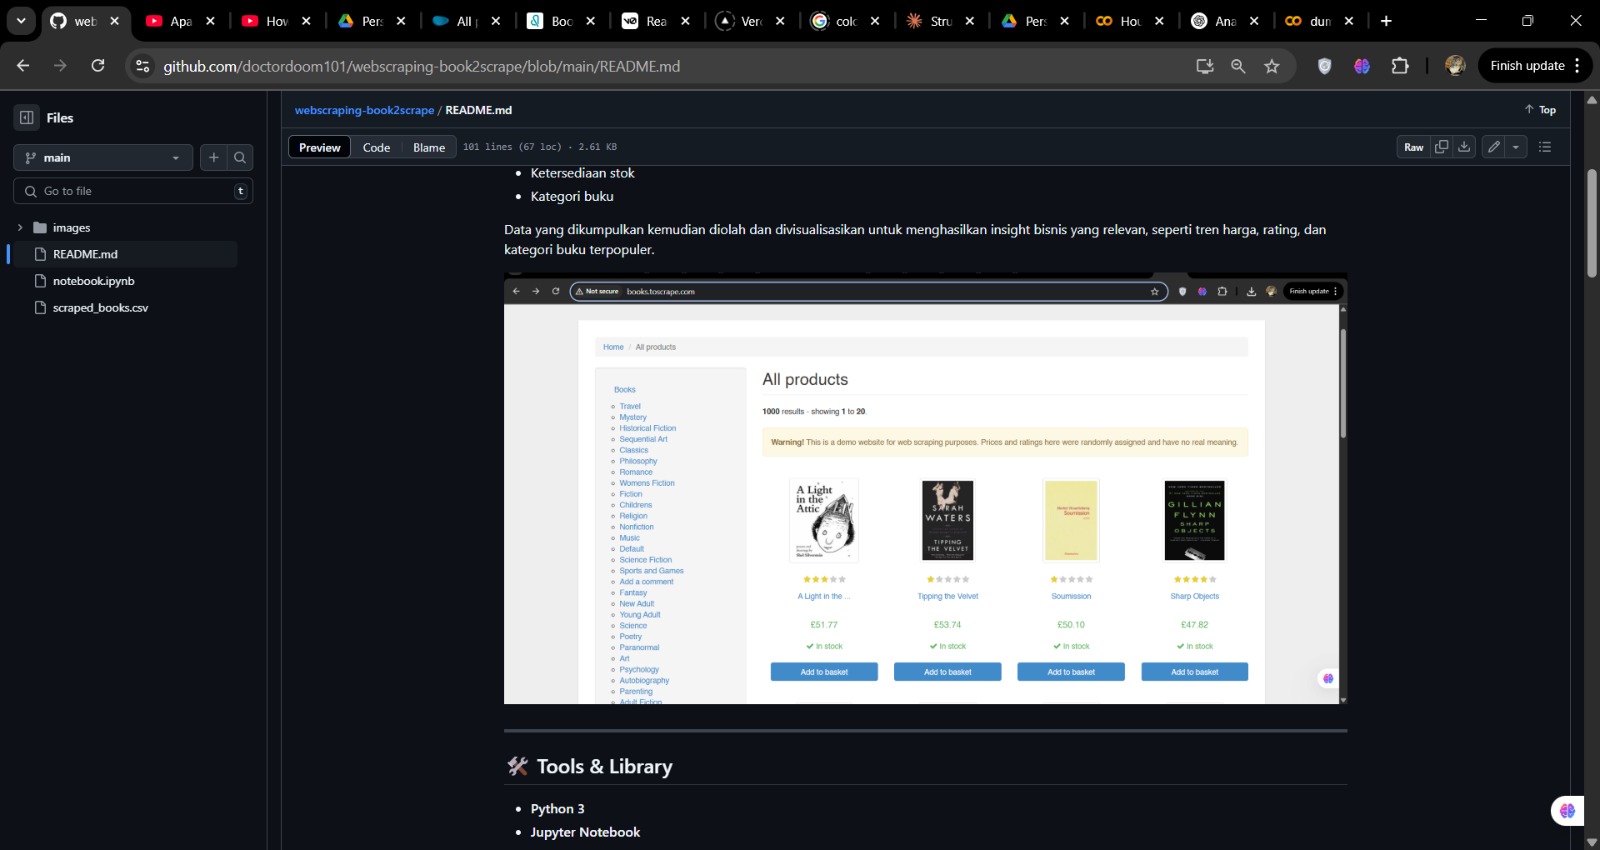 web
Apa
How
Pers
All
Boo
Rea
Verc
colo
Stru
Pers
Hou
Ana
dum
github.com/doctordoom101/webscraping-book2scrape/blob/main/README.md
Finish update
Files
main
Go to file
t
images
README.md
notebook.ipynb
scraped_books.csv
webscraping-book2scrape / README.md
Top
Preview
Code
Blame
101 lines (67 loc) · 2.61 KB
Raw
Ketersediaan stok
Kategori buku
Data yang dikumpulkan kemudian diolah dan divisualisasikan untuk menghasilkan insight bisnis yang relevan, seperti tren harga, rating, dan
kategori buku terpopuler.
Not secure books.toscrape.com
Finish update
Home / All products
Books
Travel
Mystery
Historical Fiction
Sequential Art
Classics
Philosophy
Romance
Womens Fiction
Fiction
Childrens
Religion
Nonfiction
Music
Default
Science Fiction
Sports and Games
Add a comment
Fantasy
New Adult
Young Adult
Science
Poetry
Paranormal
Art
Psychology
Autobiography
Parenting
Adult Fiction
All products
1000 results - showing 1 to 20.
Warning! This is a demo website for web scraping purposes. Prices and ratings here were randomly assigned and have no real meaning.
A Light
in the
Attic
SARAH
WATERS
TIPPING
THE VELVET
Soumission
GILLIAN
FLYNN
SHARP
OBJECTS
A Light in the ...
Tipping the Velvet
Soumission
Sharp Objects
£51.77
£53.74
£50.10
£47.82
In stock
In stock
In stock
In stock
Add to basket
Add to basket
Add to basket
Add to basket
🛠️ Tools & Library
Python 3
Jupyter Notebook